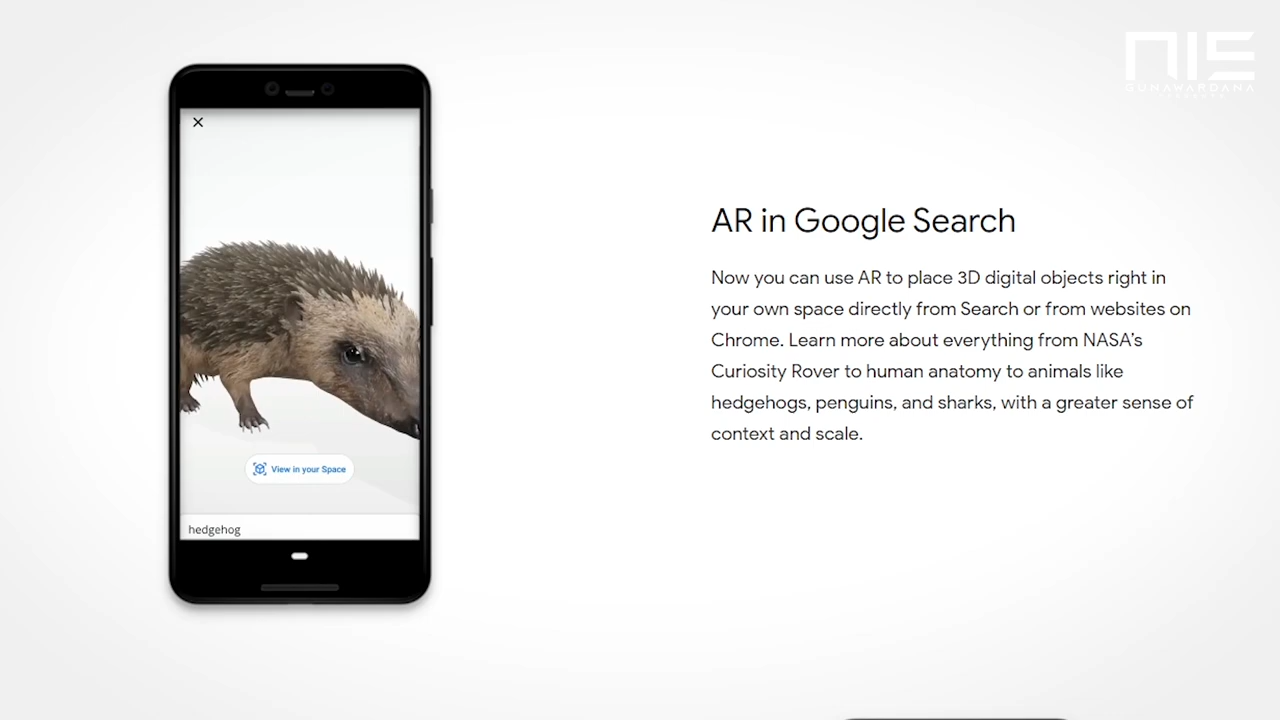 GUNAWARDANA
AR in Google Search
Now you can use AR to place 3D digital objects right in
your own space directly from Search or from websites on
Chrome. Learn more about everything from NASA's
Curiosity Rover to human anatomy to animals like
hedgehogs, penguins, and sharks, with a greater sense of
context and scale.
View in your Space
hedgehog